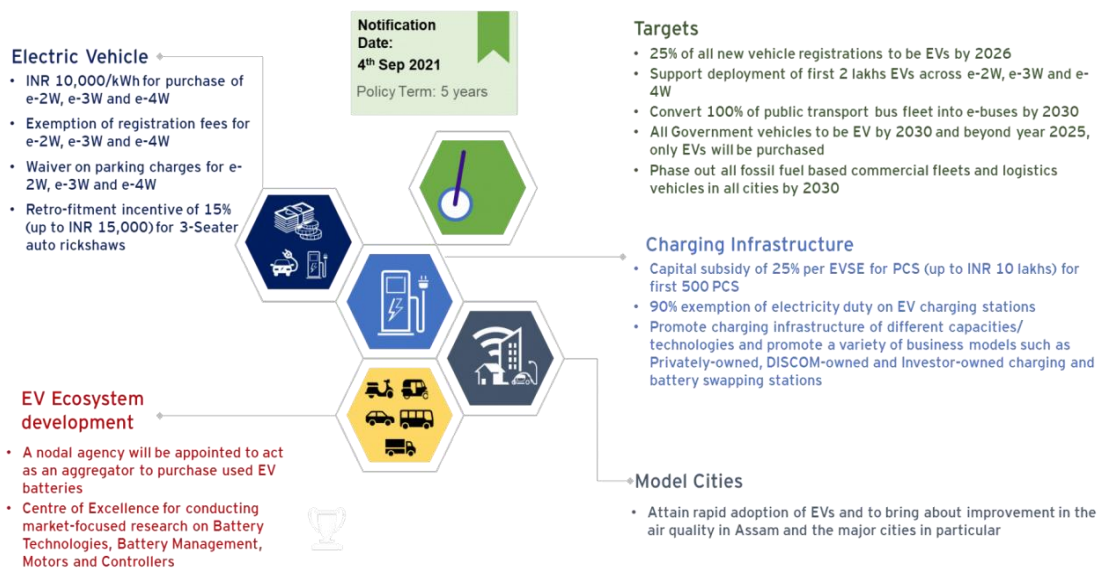 Notification
Date:
4th Sep 2021
Policy Term: 5 years
Electric Vehicle
• INR 10,000/kWh for purchase of
e-2W, e-3W and e-4W
• Exemption of registration fees for
e-2W, e-3W and e-4W
• Waiver on parking charges for e-
2W, e-3W and e-4W
• Retro-fitment incentive of 15%
(up to INR 15,000) for 3-Seater
auto rickshaws
Targets
• 25% of all new vehicle registrations to be EVs by 2026
• Support deployment of first 2 lakhs EVs across e-2W, e-3W and e-
4W
• Convert 100% of public transport bus fleet into e-buses by 2030
• All Government vehicles to be EV by 2030 and beyond year 2025,
only EVs will be purchased
• Phase out all fossil fuel based commercial fleets and logistics
vehicles in all cities by 2030
Charging Infrastructure
• Capital subsidy of 25% per EVSE for PCS (up to INR 10 lakhs) for
first 500 PCS
• 90% exemption of electricity duty on EV charging stations
• Promote charging infrastructure of different capacities/
technologies and promote a variety of business models such as
Privately-owned, DISCOM-owned and Investor-owned charging and
battery swapping stations
EV Ecosystem
development
• A nodal agency will be appointed to act
as an aggregator to purchase used EV
batteries
• Centre of Excellence for conducting
market-focused research on Battery
Technologies, Battery Management,
Motors and Controllers
Model Cities
• Attain rapid adoption of EVs and to bring about improvement in the
air quality in Assam and the major cities in particular